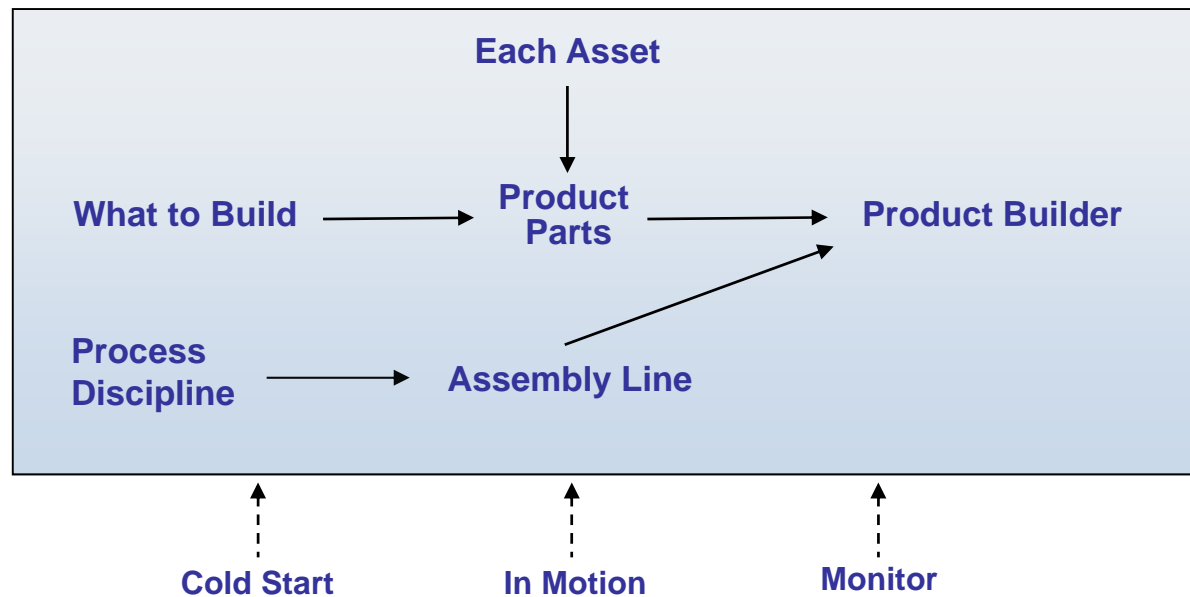 Each Asset
What to Build
Product
Parts
Product Builder
Process
Discipline
Assembly Line
Cold Start
In Motion
Monitor